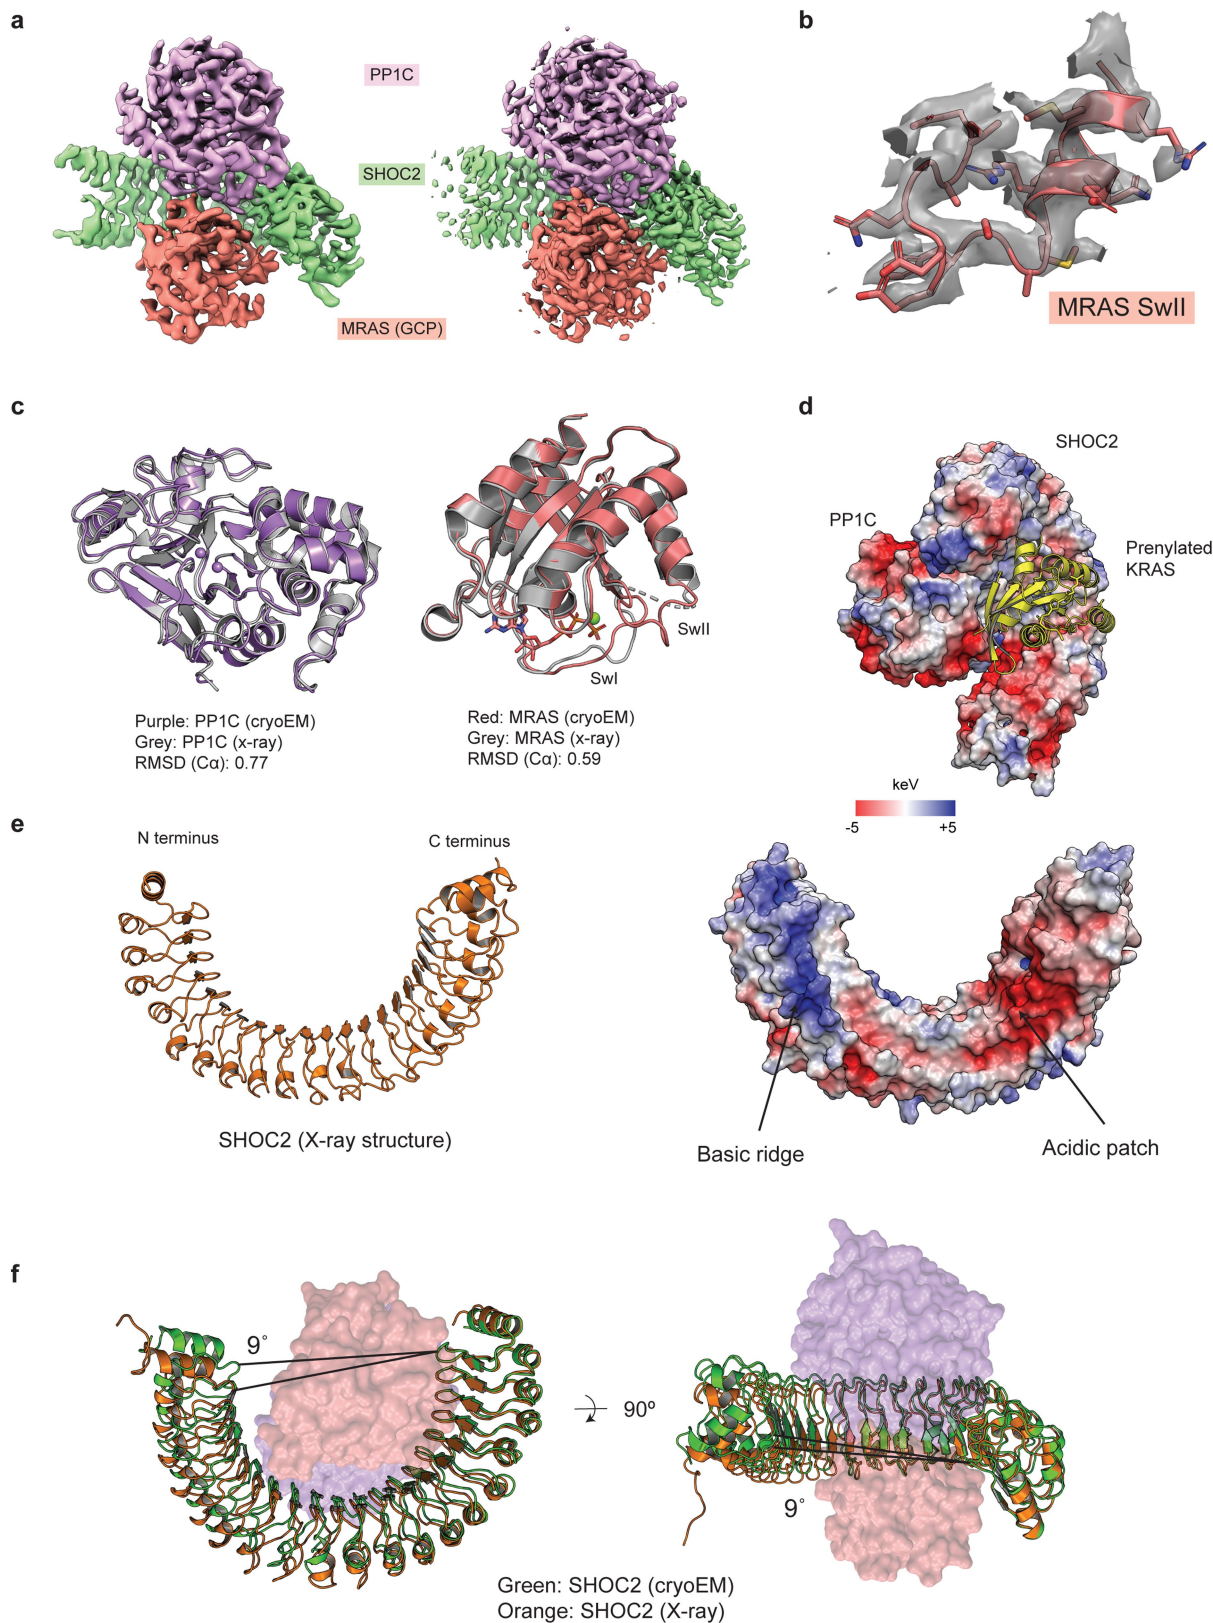 a
PP1C
SHOC2
MRAS (GCP)
b
MRAS SwII
c
SwII
SwI
Purple: PP1C (cryoEM)
Grey: PP1C (x-ray)
RMSD (Cα): 0.77
Red: MRAS (cryoEM)
Grey: MRAS (x-ray)
RMSD (Cα): 0.59
d
SHOC2
PP1C
Prenylated
KRAS
keV
-5 +5
e
N terminus
C terminus
SHOC2 (X-ray structure)
Basic ridge
Acidic patch
f
9°
90º
9°
Green: SHOC2 (cryoEM)
Orange: SHOC2 (X-ray)